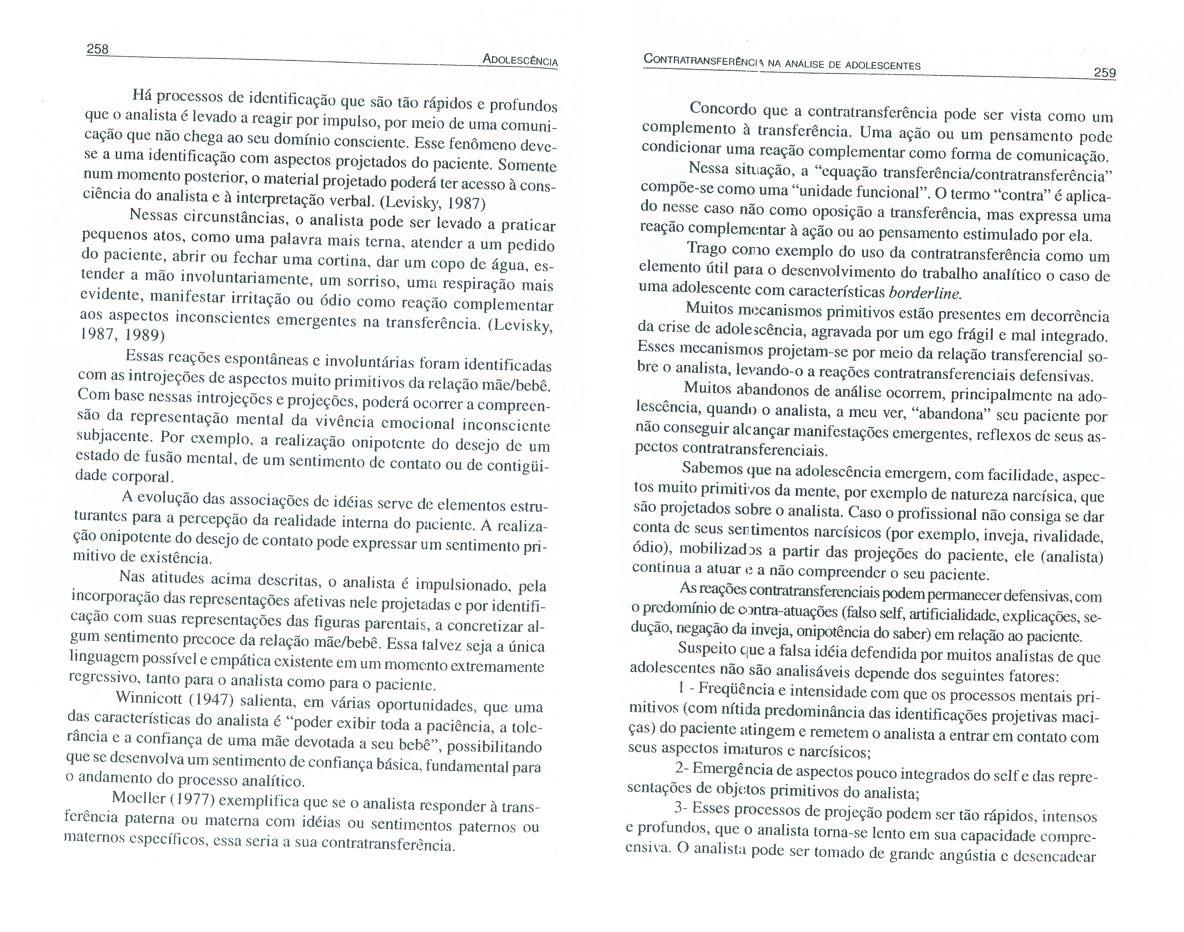 258
ADOLESCÊNCIA
Há processos de identificação que são tão rápidos e profundos
que o analista é levado a reagir por impulso, por meio de uma comuni-
cação que não chega ao seu domínio consciente. Esse fenômeno deve-
se a uma identificação com aspectos projetados do paciente. Somente
num momento posterior, o material projetado poderá ter acesso à cons-
ciência do analista e à interpretação verbal. (Levisky, 1987)
Nessas circunstâncias, o analista pode ser levado a praticar
pequenos atos, como uma palavra mais terna, atender a um pedido
do paciente, abrir ou fechar uma cortina, dar um copo de água, es-
tender a mão involuntariamente, um sorriso, uma respiração mais
evidente, manifestar irritação ou ódio como reação complementar
aos aspectos inconscientes emergentes na transferência. (Levisky,
1987, 1989)
Essas reações espontâneas e involuntárias foram identificadas
com as introjeções de aspectos muito primitivos da relação mãe/bebê.
Com base nessas introjeções e projeções, poderá ocorrer a compreen-
são da representação mental da vivência emocional inconsciente
subjacente. Por exemplo, a realização onipotente do desejo de um
estado de fusão mental, de um sentimento de contato ou de contigüi-
dade corporal.
A evolução das associações de idéias serve de elementos estru-
turantes para a percepção da realidade interna do paciente. A realiza-
ção onipotente do desejo de contato pode expressar um sentimento pri-
mitivo de existência.
Nas atitudes acima descritas, o analista é impulsionado, pela
incorporação das representações afetivas nele projetadas e por identifi-
cação com suas representações das figuras parentais, a concretizar al-
gum sentimento precoce da relação mãe/bebê. Essa talvez seja a única
linguagem possível e empática existente em um momento extremamente
regressivo, tanto para o analista como para o paciente.
Winnicott (1947) salienta, em várias oportunidades, que uma
das características do analista é “poder exibir toda a paciência, a tole-
rância e a confiança de uma mãe devotada a seu bebê”, possibilitando
que se desenvolva um sentimento de confiança básica, fundamental para
o andamento do processo analítico.
Moeller (1977) exemplifica que se o analista responder à trans-
ferência paterna ou materna com idéias ou sentimentos paternos ou
maternos específicos, essa seria a sua contratransferência.
CONTRATRANSFERÊNCIA NA ANÁLISE DE ADOLESCENTES
259
Concordo que a contratransferência pode ser vista como um
complemento à transferência. Uma ação ou um pensamento pode
condicionar uma reação complementar como forma de comunicação.
Nessa situação, a “equação transferência/contratransferência”
compõe-se como uma “unidade funcional”. O termo “contra” é aplica-
do nesse caso não como oposição a transferência, mas expressa uma
reação complementar à ação ou ao pensamento estimulado por ela.
Trago como exemplo do uso da contratransferência como um
elemento útil para o desenvolvimento do trabalho analítico o caso de
uma adolescente com características borderline.
Muitos mecanismos primitivos estão presentes em decorrência
da crise de adolescência, agravada por um ego frágil e mal integrado.
Esses mecanismos projetam-se por meio da relação transferencial so-
bre o analista, levando-o a reações contratransferenciais defensivas.
Muitos abandonos de análise ocorrem, principalmente na ado-
lescência, quando o analista, a meu ver, “abandona” seu paciente por
não conseguir alcançar manifestações emergentes, reflexos de seus as-
pectos contratransferenciais.
Sabemos que na adolescência emergem, com facilidade, aspec-
tos muito primitivos da mente, por exemplo de natureza narcísica, que
são projetados sobre o analista. Caso o profissional não consiga se dar
conta de seus sentimentos narcísicos (por exemplo, inveja, rivalidade,
ódio), mobilizados a partir das projeções do paciente, ele (analista)
continua a atuar e a não compreender o seu paciente.
As reações contratransferenciais podem permanecer defensivas, com
o predomínio de contra-atuações (falso self, artificialidade, explicações, se-
dução, negação da inveja, onipotência do saber) em relação ao paciente.
Suspeito que a falsa idéia defendida por muitos analistas de que
adolescentes não são analisáveis depende dos seguintes fatores:
1 - Freqüência e intensidade com que os processos mentais pri-
mitivos (com nítida predominância das identificações projetivas maci-
ças) do paciente atingem e remetem o analista a entrar em contato com
seus aspectos imaturos e narcísicos;
2- Emergência de aspectos pouco integrados do self e das repre-
sentações de objetos primitivos do analista;
3- Esses processos de projeção podem ser tão rápidos, intensos
e profundos, que o analista torna-se lento em sua capacidade compre-
ensiva. O analista pode ser tomado de grande angústia e desencadear